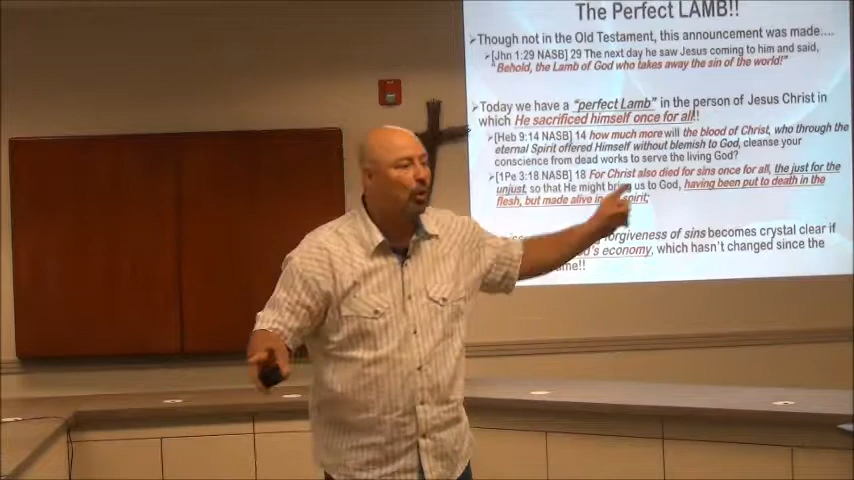 The Perfect LAMB!!
➢Though not in the Old Testament, this announcement was made....
➢[Jhn 1:29 NASB] 29 The next day he saw Jesus coming to him and said,
"Behold, the Lamb of God who takes away the sin of the world!"
➢Today we have a "perfect Lamb" in the person of Jesus Christ in
which He sacrificed himself once for all!
➢[Heb 9:14 NASB] 14 how much more will the blood of Christ, who through the
eternal Spirit offered Himself without blemish to God, cleanse your
conscience from dead works to serve the living God?
➢[1Pe 3:18 NASB] 18 For Christ also died for sins once for all, the just for the
unjust, so that He might bring us to God, having been put to death in the
flesh, but made alive in spirit;
forgiveness of sins becomes crystal clear if
God's economy, which hasn't changed since the
time!!